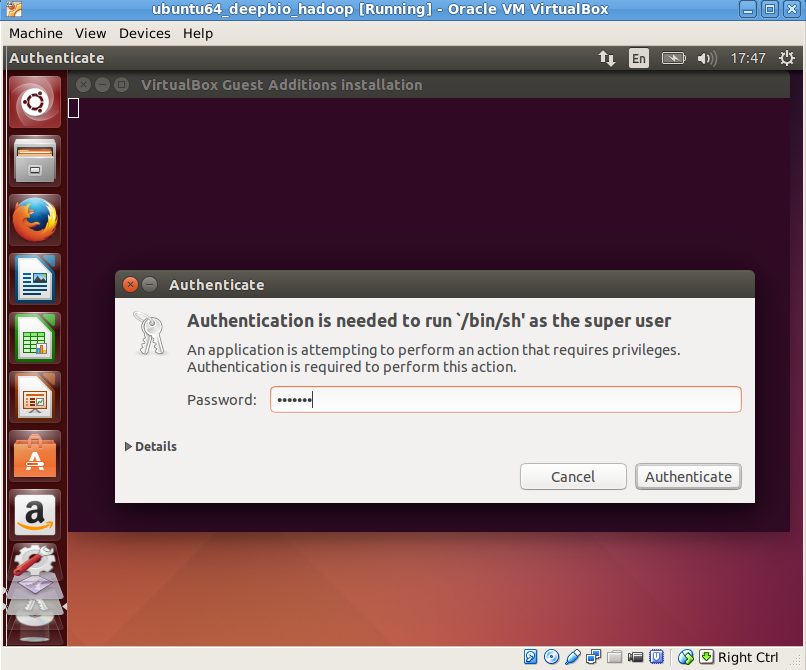 ubuntu64_deepbio_hadoop [Running] - Oracle VM VirtualBox
Machine View Devices Help
Authenticate En 17:47
VirtualBox Guest Additions installation
Authenticate
Authentication is needed to run `/bin/sh' as the super user
An application is attempting to perform an action that requires privileges.
Authentication is required to perform this action.
Password: •••••••
Details
Cancel Authenticate
a
Right Ctrl